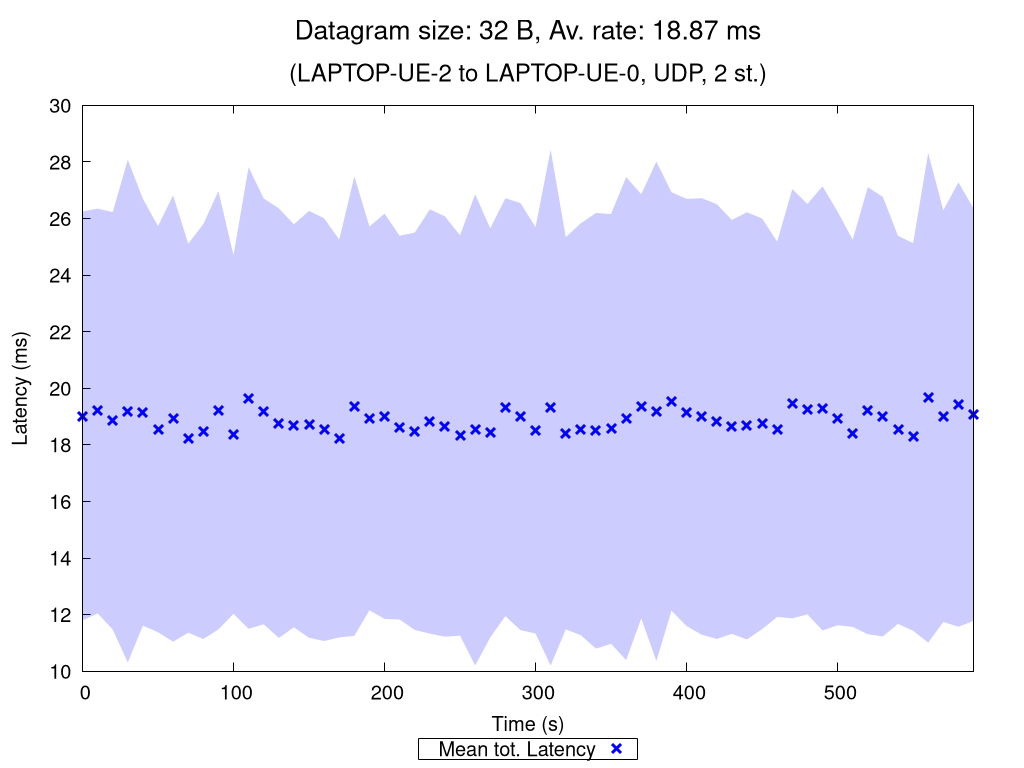 Datagram size: 32 B, Av. rate: 18.87 ms
(LAPTOP-UE-2 to LAPTOP-UE-0, UDP, 2 st.)
30
28
26
24
22
20
18
16
14
12
10
Latency (ms)
0 100 200 300 400 500
Time (s)
Mean tot. Latency